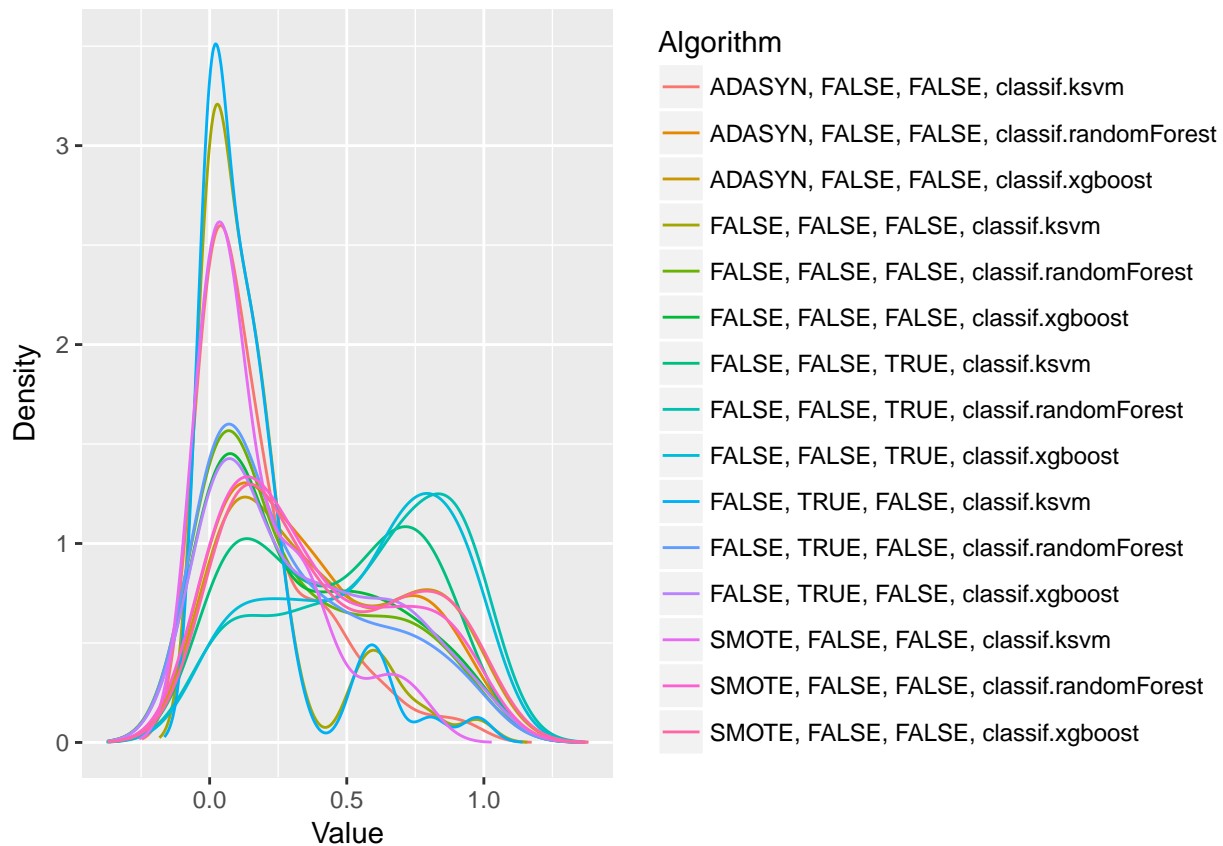 3
2
1
0
Density
0.0 0.5 1.0
Value
Algorithm
ADASYN, FALSE, FALSE, classif.ksvm
ADASYN, FALSE, FALSE, classif.randomForest
ADASYN, FALSE, FALSE, classif.xgboost
FALSE, FALSE, FALSE, classif.ksvm
FALSE, FALSE, FALSE, classif.randomForest
FALSE, FALSE, FALSE, classif.xgboost
FALSE, FALSE, TRUE, classif.ksvm
FALSE, FALSE, TRUE, classif.randomForest
FALSE, FALSE, TRUE, classif.xgboost
FALSE, TRUE, FALSE, classif.ksvm
FALSE, TRUE, FALSE, classif.randomForest
FALSE, TRUE, FALSE, classif.xgboost
SMOTE, FALSE, FALSE, classif.ksvm
SMOTE, FALSE, FALSE, classif.randomForest
SMOTE, FALSE, FALSE, classif.xgboost